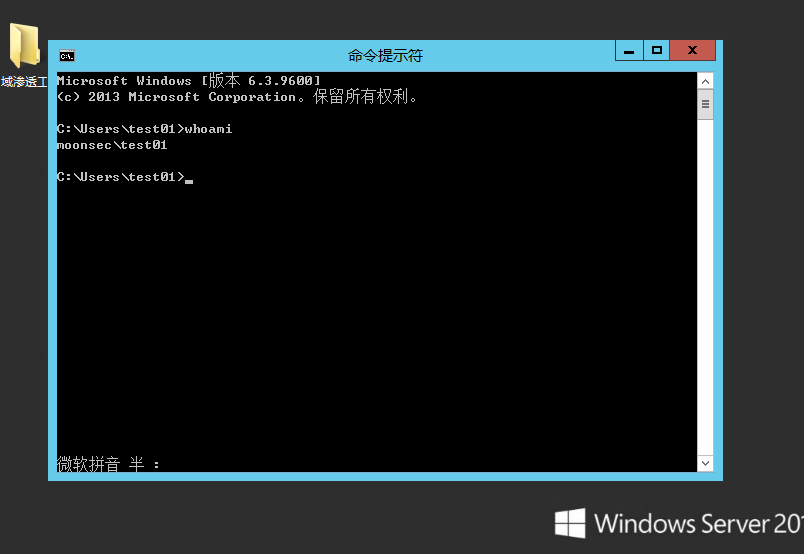 命令提示符
域渗透工
Microsoft Windows [版本 6.3.9600]
(c) 2013 Microsoft Corporation。保留所有权利。
C:\Users\test01>whoami
moonsec\test01
C:\Users\test01>
微软拼音 半 :
Windows Server 201